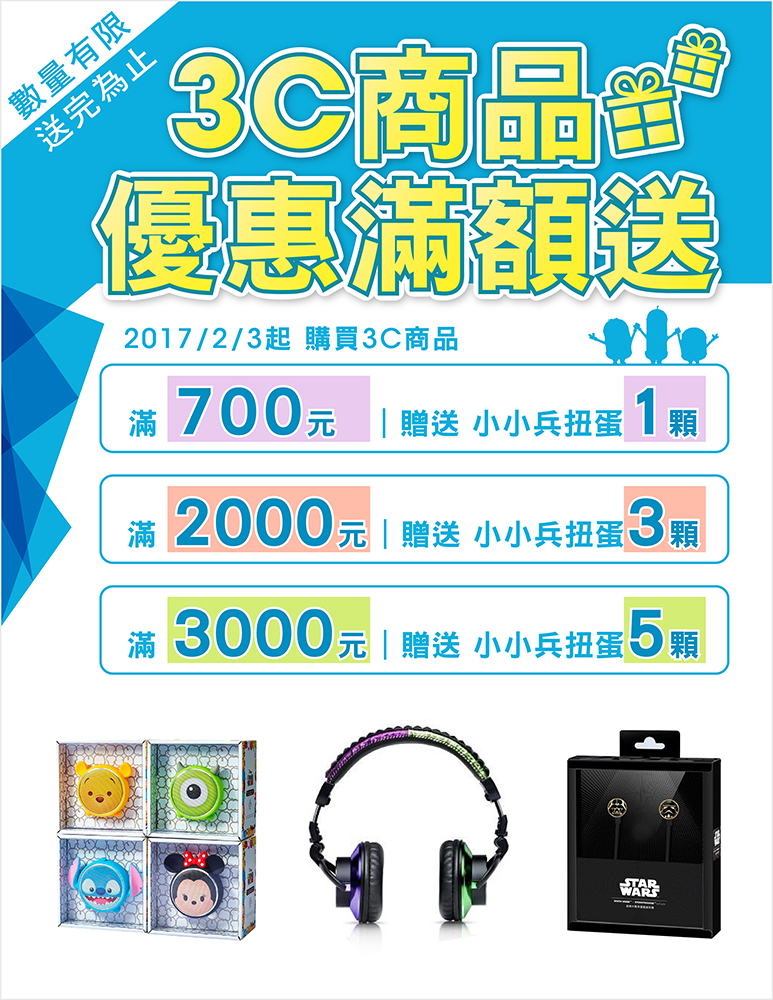 數量有限
送完為止
3C商品
優惠滿額送
2017/2/3起 購買3C商品
滿 700元 | 贈送 小小兵扭蛋 1 顆
滿 2000元 | 贈送 小小兵扭蛋 3 顆
滿 3000元 | 贈送 小小兵扭蛋 5 顆
STAR
WARS